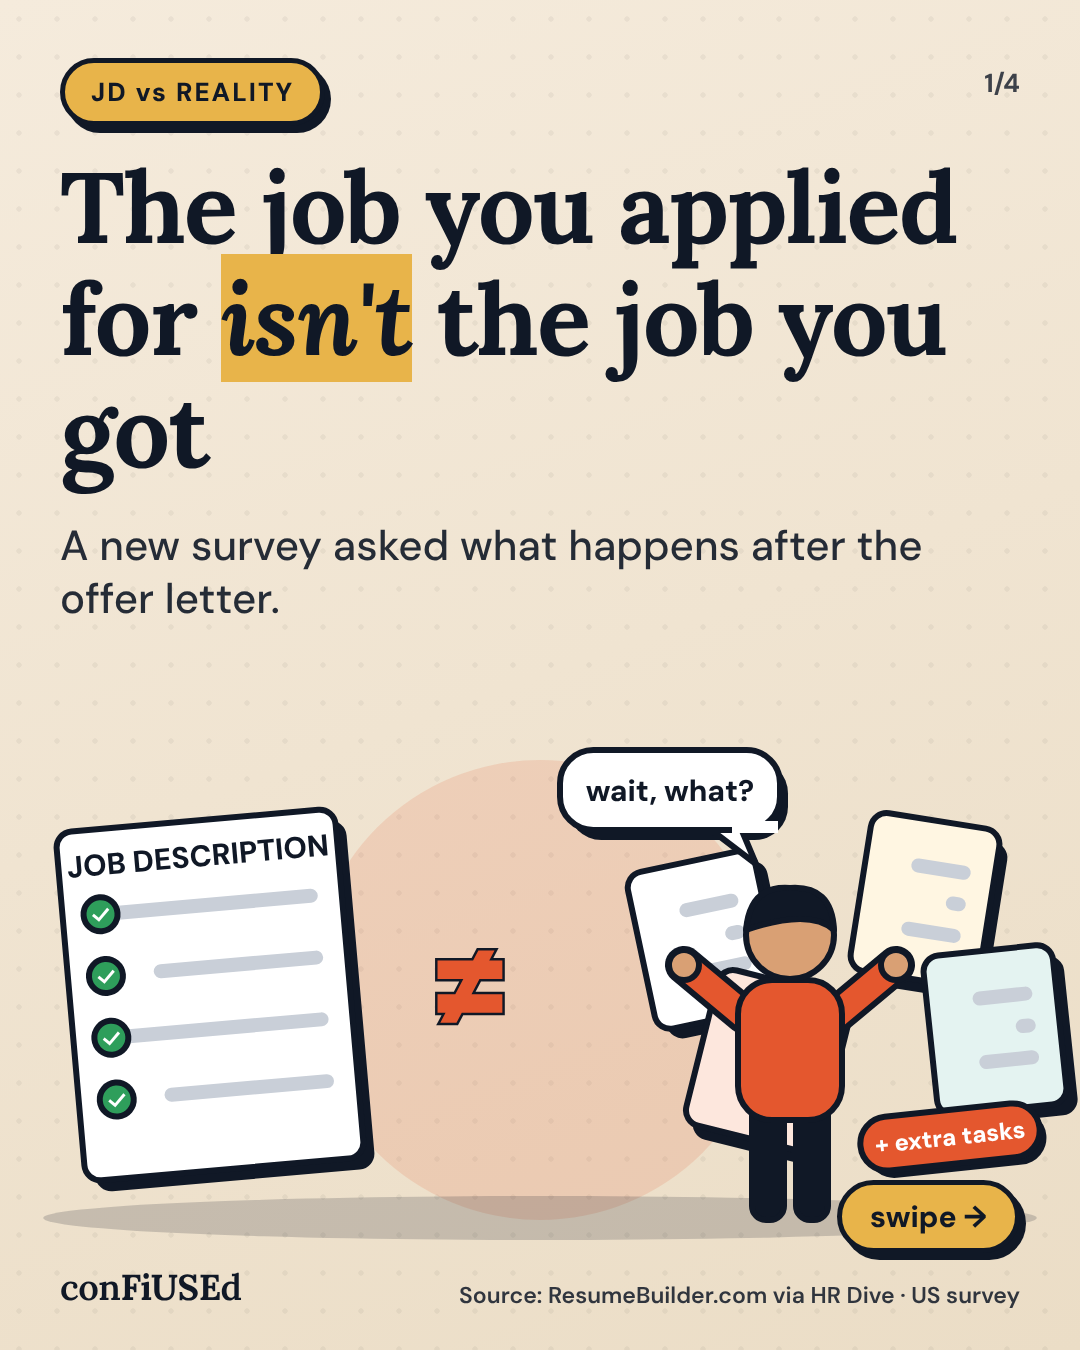 JD vs REALITY
1/4
The job you applied
for isn't the job you
got
A new survey asked what happens after the
offer letter.
wait, what?
JOB DESCRIPTION
≠
+ extra tasks
swipe →
conFiUSEd
Source: ResumeBuilder.com via HR Dive · US survey